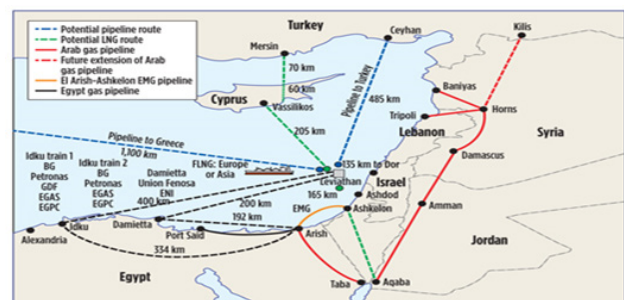 Potential pipeline route
Potential LNG route
Arab gas pipeline
Future extension of Arab
gas pipeline
El Arish–Ashkelon EMG pipeline
Egypt gas pipeline
Turkey
Mersin
Ceyhan
Kilis
70 km
60 km
Cyprus
Vassilikos
Pipeline to Turkey
485 km
Baniyas
Horns
205 km
Tripoli
Lebanon
Syria
Pipeline to Greece
1,100 km
FLNG: Europe
or Asia
135 km to Dor
Damascus
Leviathan
Israel
Idku train 1
BG
Petronas
GDF
EGAS
EGPC
Idku train 2
BG
Petronas
EGAS
EGPC
Damietta
Union Fenosa
ENI
400 km
165 km
Ashdod
200 km
192 km
EMG
Ashkelon
Amman
Idku
Damietta
Port Said
Arish
Alexandria
334 km
Jordan
Egypt
Taba
Aqaba